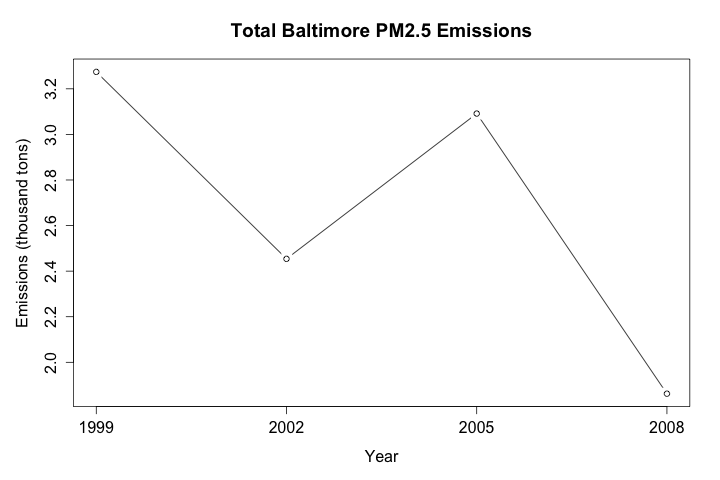 Total Baltimore PM2.5 Emissions
Emissions (thousand tons)
3.2
3.0
2.8
2.6
2.4
2.2
2.0
1999 2002 2005 2008
Year